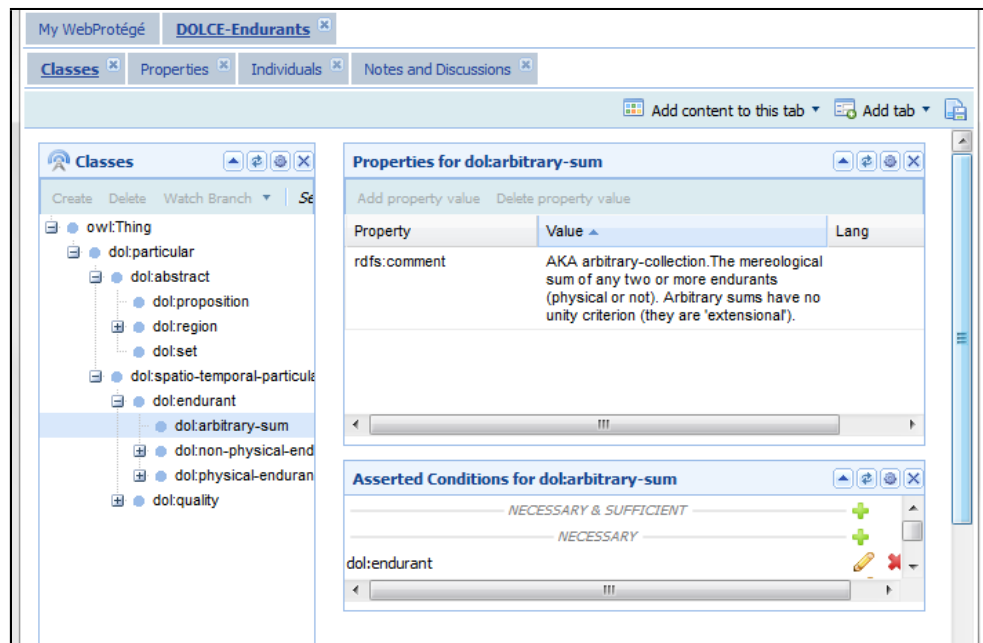 My WebProtégé DOLCE-Endurants
Classes Properties Individuals Notes and Discussions
Add content to this tab Add tab
Classes
Create Delete Watch Branch Se
owl:Thing
dol:particular
dol:abstract
dol:proposition
dol:region
dol:set
dol:spatio-temporal-particula
dol:endurant
dol:arbitrary-sum
dol:non-physical-end
dol:physical-enduran
dol:quality
Properties for dol:arbitrary-sum
Add property value Delete property value
Property Value Lang
rdfs:comment AKA arbitrary-collection.The mereological
sum of any two or more endurants
(physical or not). Arbitrary sums have no
unity criterion (they are 'extensional').
Asserted Conditions for dol:arbitrary-sum
NECESSARY & SUFFICIENT
NECESSARY
dol:endurant